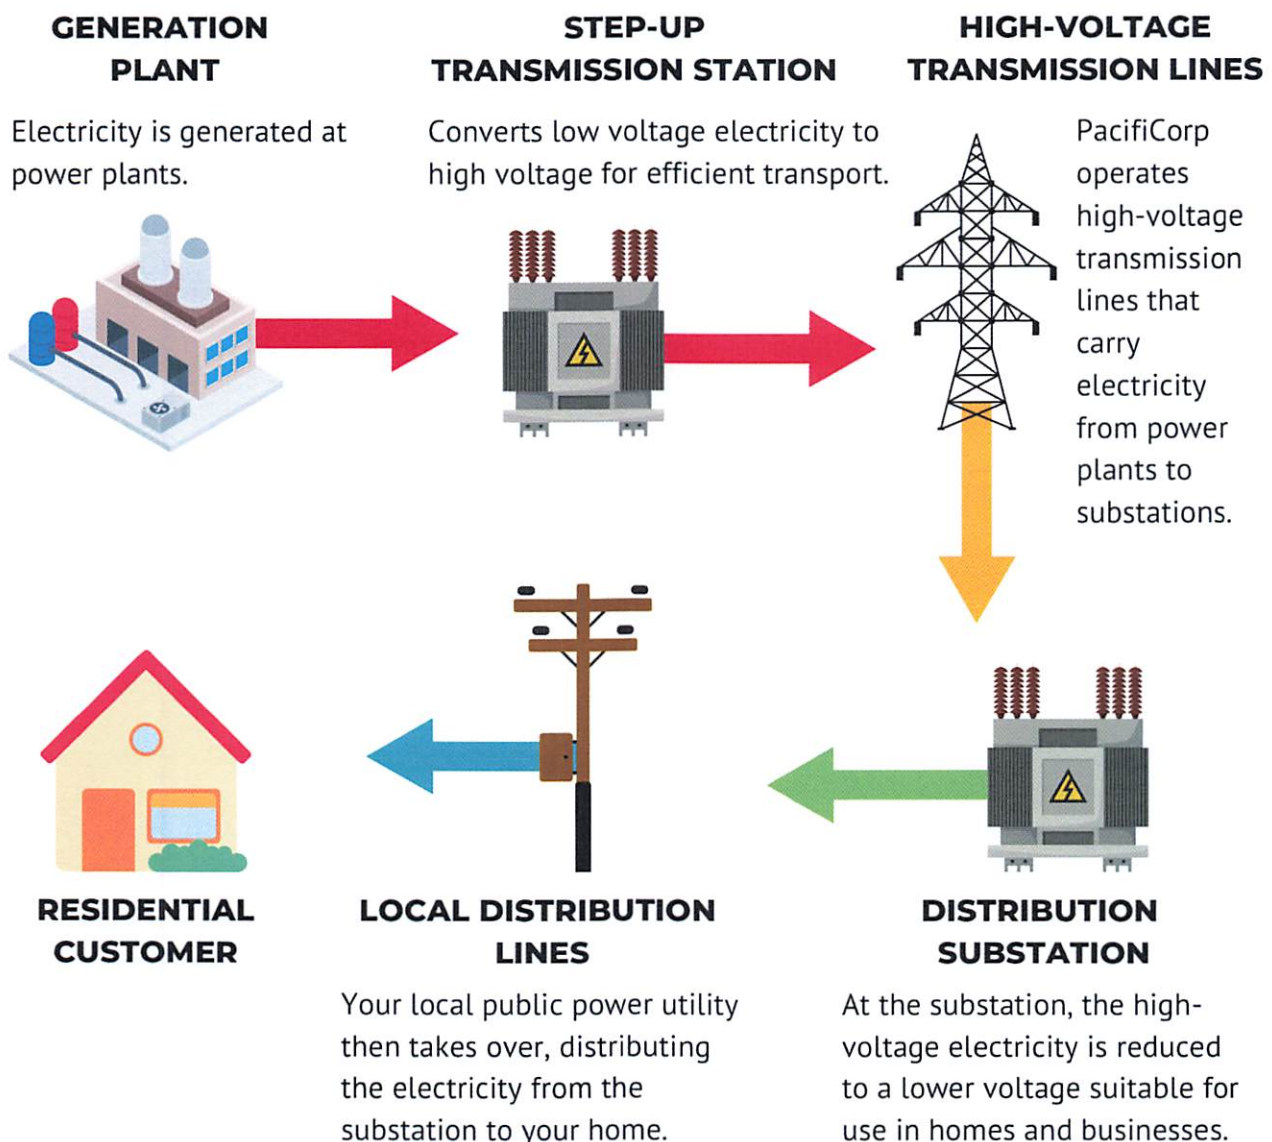 GENERATION
PLANT
Electricity is generated at
power plants.
STEP-UP
TRANSMISSION STATION
Converts low voltage electricity to
high voltage for efficient transport.
HIGH-VOLTAGE
TRANSMISSION LINES
PacifiCorp
operates
high-voltage
transmission
lines that
carry
electricity
from power
plants to
substations.
RESIDENTIAL
CUSTOMER
LOCAL DISTRIBUTION
LINES
Your local public power utility
then takes over, distributing
the electricity from the
substation to your home.
DISTRIBUTION
SUBSTATION
At the substation, the high-
voltage electricity is reduced
to a lower voltage suitable for
use in homes and businesses.